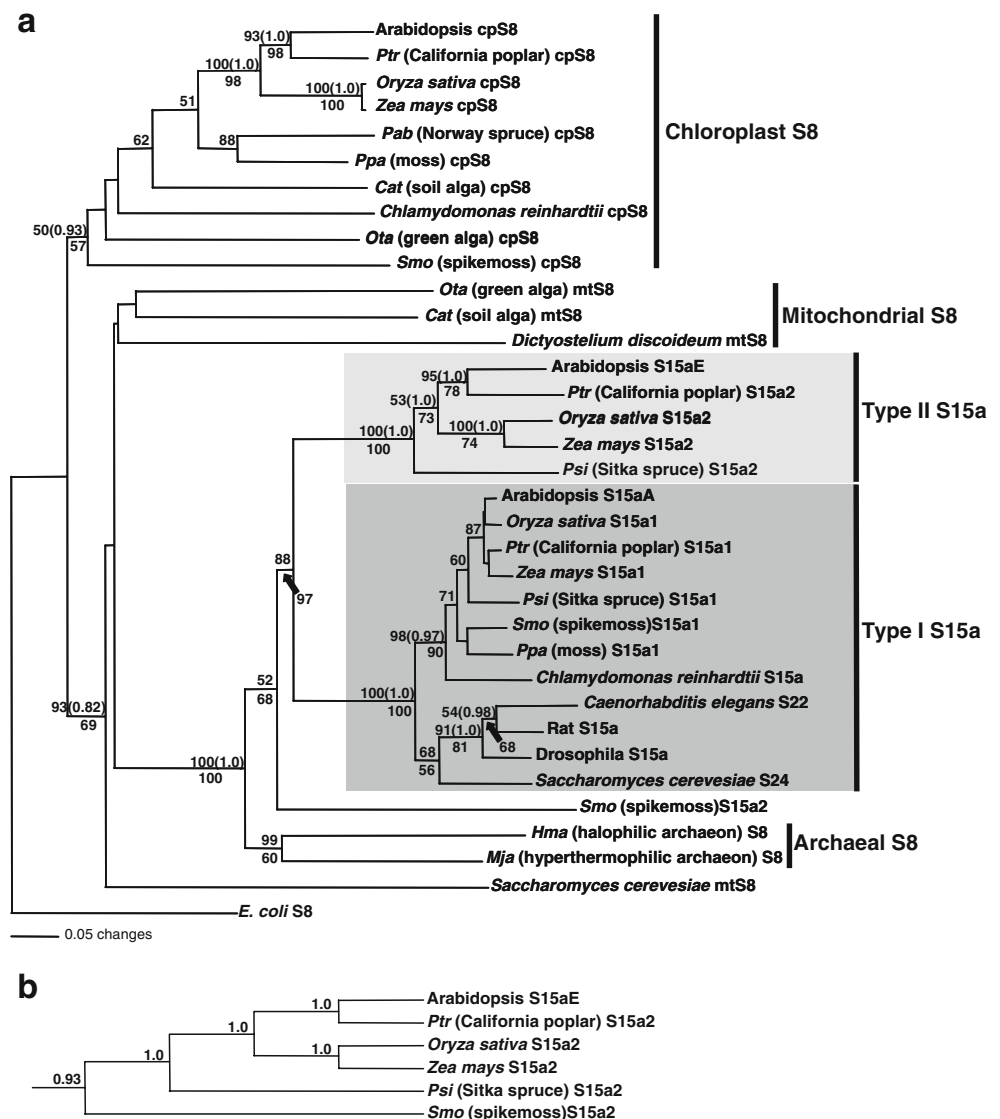 a
Arabidopsis cpS8
93(1.0)
98
Ptr (California poplar) cpS8
100(1.0)
98
Oryza sativa cpS8
100(1.0)
100
Zea mays cpS8
51
Pab (Norway spruce) cpS8
88
Ppa (moss) cpS8
62
Cat (soil alga) cpS8
Chlamydomonas reinhardtii cpS8
Ota (green alga) cpS8
50(0.93)
57
Smo (spikemoss) cpS8
Chloroplast S8
Ota (green alga) mtS8
Cat (soil alga) mtS8
Dictyostelium discoideum mtS8
Mitochondrial S8
Arabidopsis S15aE
95(1.0)
78
Ptr (California poplar) S15a2
53(1.0)
73
Oryza sativa S15a2
100(1.0)
74
Zea mays S15a2
100(1.0)
100
Psi (Sitka spruce) S15a2
Type II S15a
Arabidopsis S15aA
Oryza sativa S15a1
87
Ptr (California poplar) S15a1
60
Zea mays S15a1
Psi (Sitka spruce) S15a1
71
Smo (spikemoss)S15a1
Ppa (moss) S15a1
98(0.97)
90
Chlamydomonas reinhardtii S15a
Type I S15a
88
97
100(1.0)
100
Caenorhabditis elegans S22
54(0.98)
68
Rat S15a
91(1.0)
81
Drosophila S15a
68
56
Saccharomyces cerevesiae S24
52
68
Smo (spikemoss)S15a2
93(0.82)
69
100(1.0)
100
Hma (halophilic archaeon) S8
99
60
Mja (hyperthermophilic archaeon) S8
Archaeal S8
Saccharomyces cerevesiae mtS8
E. coli S8
0.05 changes
b
Arabidopsis S15aE
1.0
Ptr (California poplar) S15a2
1.0
Oryza sativa S15a2
1.0
Zea mays S15a2
1.0
Psi (Sitka spruce) S15a2
0.93
Smo (spikemoss)S15a2